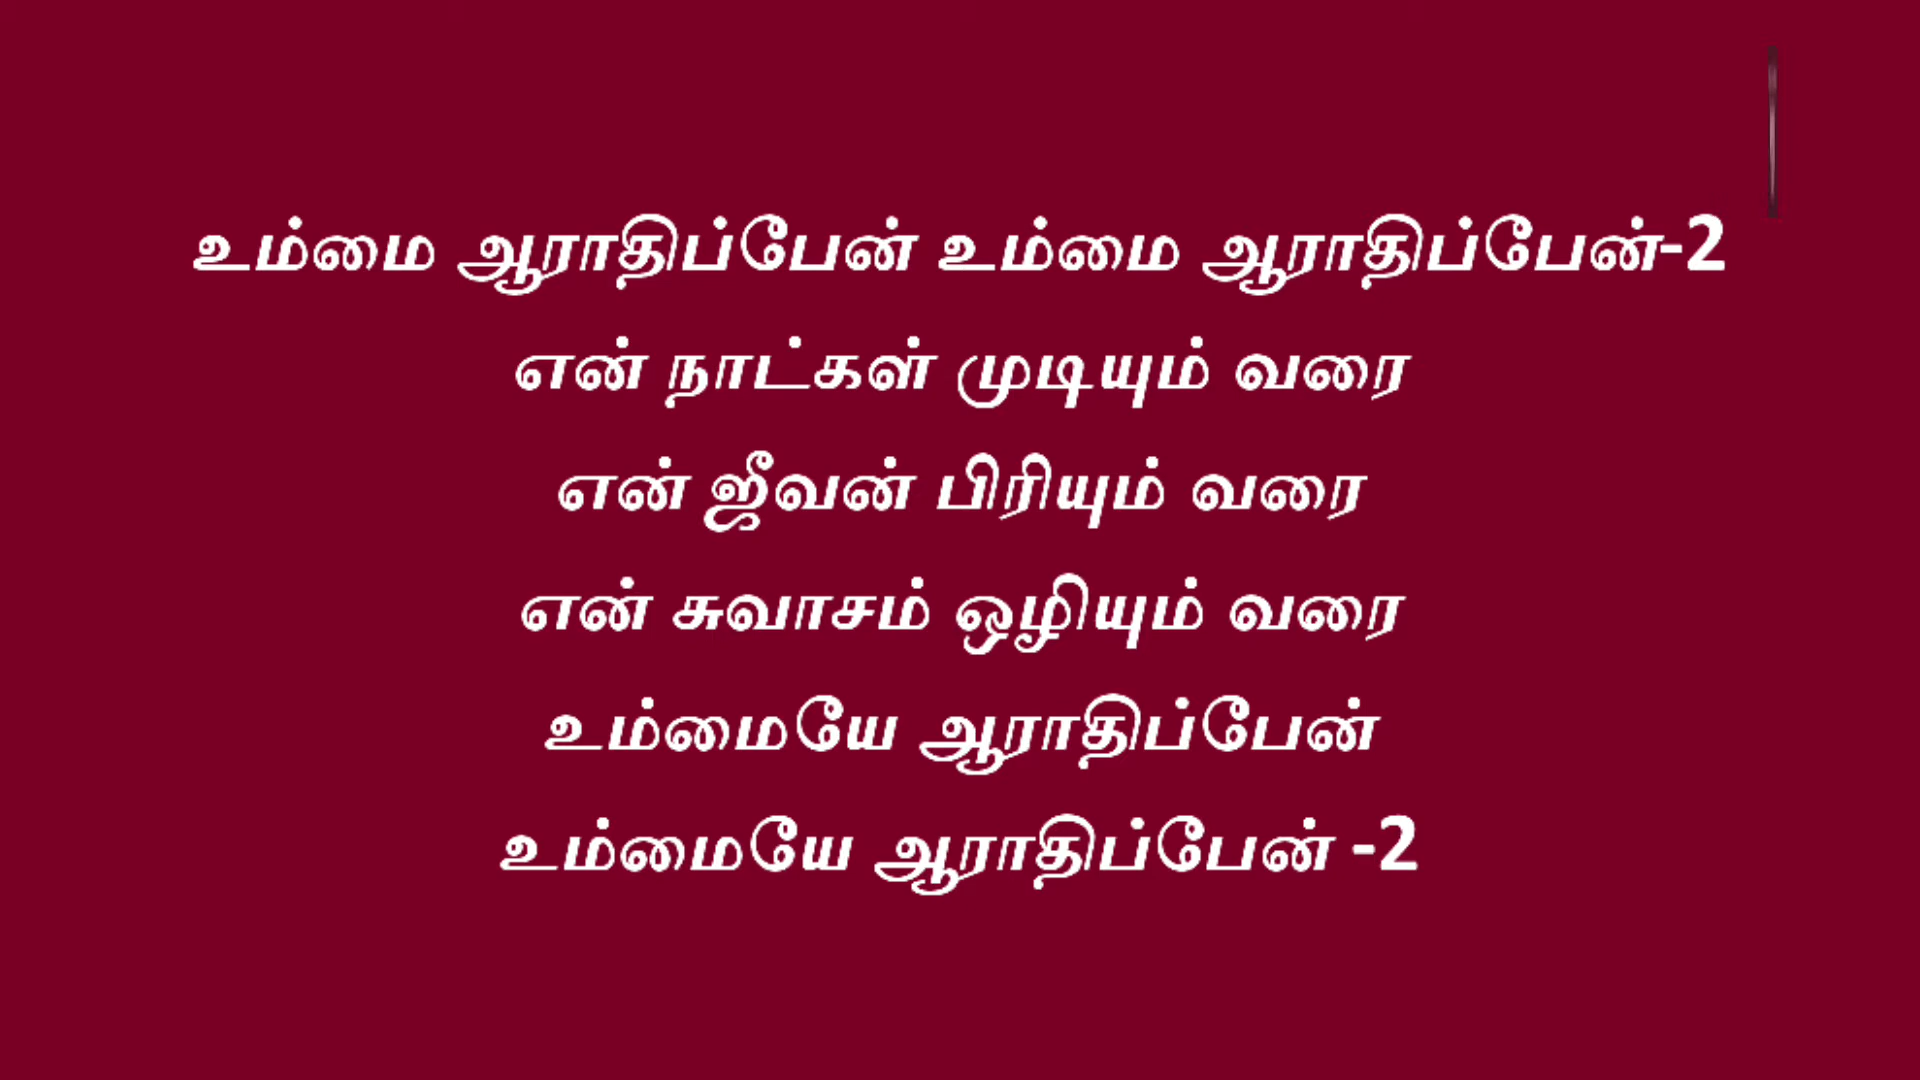 உம்மை ஆராதிப்பேன் உம்மை ஆராதிப்பேன்-2
என் நாட்கள் முடியும் வரை
என் ஜீவன் பிரியும் வரை
என் சுவாசம் ஒழியும் வரை
உம்மையே ஆராதிப்பேன்
உம்மையே ஆராதிப்பேன் -2